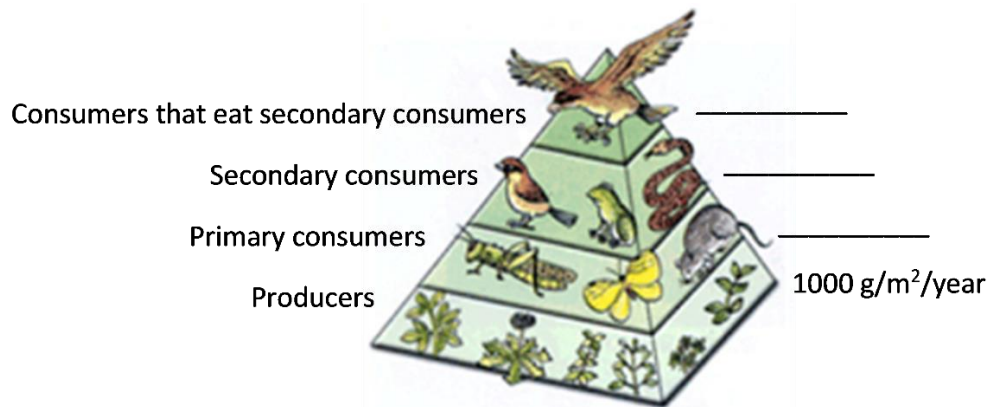 Consumers that eat secondary consumers
Secondary consumers
Primary consumers
Producers
1000 g/m²/year